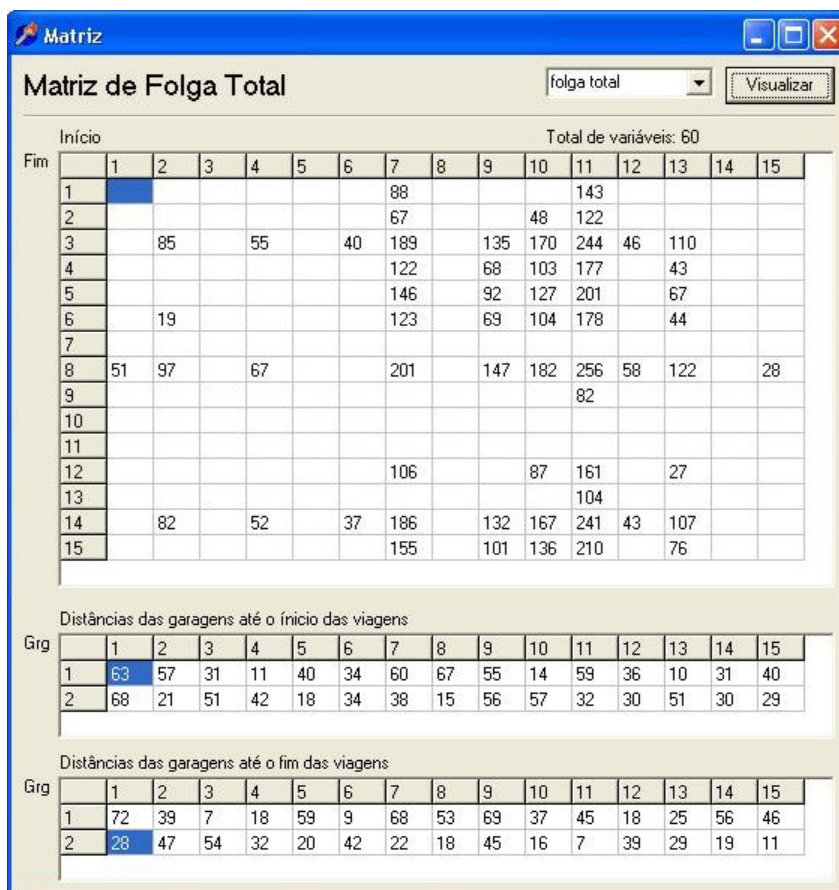 Matriz
Matriz de Folga Total folga total Visualizar
Início Total de variáveis: 60
Fim 1 2 3 4 5 6 7 8 9 10 11 12 13 14 15
1 88 143
2 67 48 122
3 85 55 40 189 135 170 244 46 110
4 122 68 103 177 43
5 146 92 127 201 67
6 19 123 69 104 178 44
7
8 51 97 67 201 147 182 256 58 122 28
9 82
10
11
12 106 87 161 27
13 104
14 82 52 37 186 132 167 241 43 107
15 155 101 136 210 76
Distâncias das garagens até o ínicio das viagens
Grg 1 2 3 4 5 6 7 8 9 10 11 12 13 14 15
1 63 57 31 11 40 34 60 67 55 14 59 36 10 31 40
2 68 21 51 42 18 34 38 15 56 57 32 30 51 30 29
Distâncias das garagens até o fim das viagens
Grg 1 2 3 4 5 6 7 8 9 10 11 12 13 14 15
1 72 39 7 18 59 9 68 53 69 37 45 18 25 56 46
2 28 47 54 32 20 42 22 18 45 16 7 39 29 19 11